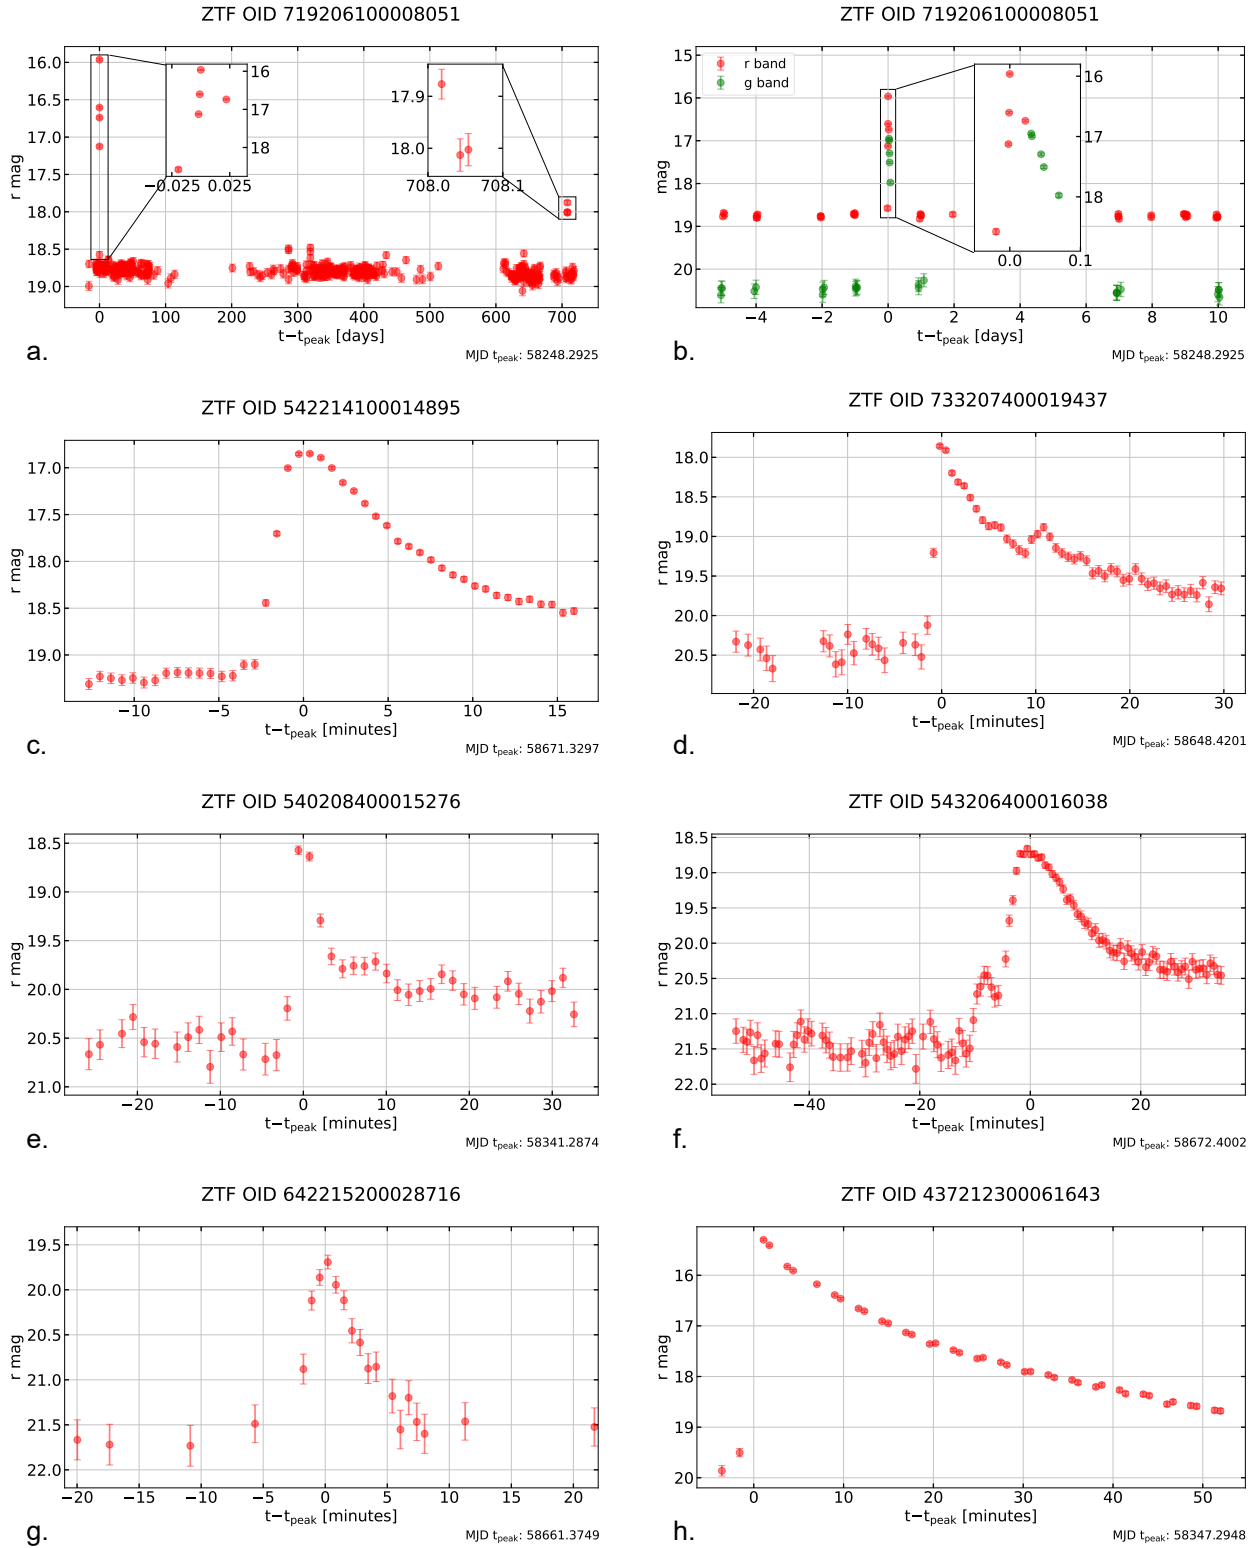 ZTF OID 719206100008051
r mag
16.0
16.5
17.0
17.5
18.0
18.5
19.0
16
17
18
−0.025 0.025
17.9
18.0
708.0 708.1
0 100 200 300 400 500 600 700
t−tpeak [days]
a.
MJD tpeak: 58248.2925
ZTF OID 719206100008051
mag
15
16
17
18
19
20
r band
g band
16
17
18
0.0 0.1
−4 −2 0 2 4 6 8 10
t−tpeak [days]
b.
MJD tpeak: 58248.2925
ZTF OID 542214100014895
r mag
17.0
17.5
18.0
18.5
19.0
−10 −5 0 5 10 15
t−tpeak [minutes]
c.
MJD tpeak: 58671.3297
ZTF OID 733207400019437
r mag
18.0
18.5
19.0
19.5
20.0
20.5
−20 −10 0 10 20 30
t−tpeak [minutes]
d.
MJD tpeak: 58648.4201
ZTF OID 540208400015276
r mag
18.5
19.0
19.5
20.0
20.5
21.0
−20 −10 0 10 20 30
t−tpeak [minutes]
e.
MJD tpeak: 58341.2874
ZTF OID 543206400016038
r mag
18.5
19.0
19.5
20.0
20.5
21.0
21.5
22.0
−40 −20 0 20
t−tpeak [minutes]
f.
MJD tpeak: 58672.4002
ZTF OID 642215200028716
r mag
19.5
20.0
20.5
21.0
21.5
22.0
−20 −15 −10 −5 0 5 10 15 20
t−tpeak [minutes]
g.
MJD tpeak: 58661.3749
ZTF OID 437212300061643
r mag
16
17
18
19
20
0 10 20 30 40 50
t−tpeak [minutes]
h.
MJD tpeak: 58347.2948